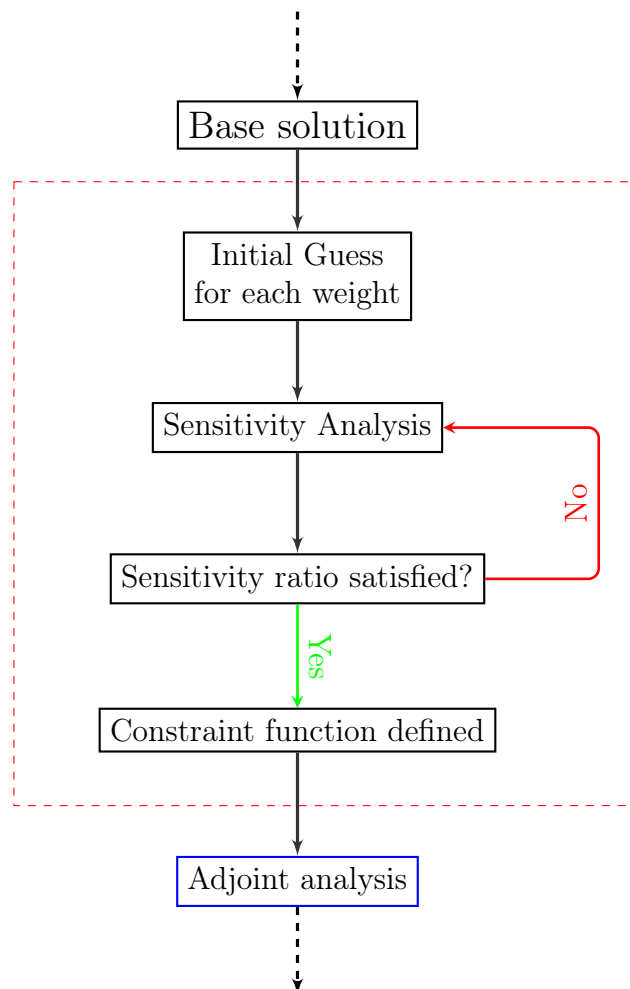 Base solution
Initial Guess
for each weight
Sensitivity Analysis
No
Sensitivity ratio satisfied?
Yes
Constraint function defined
Adjoint analysis